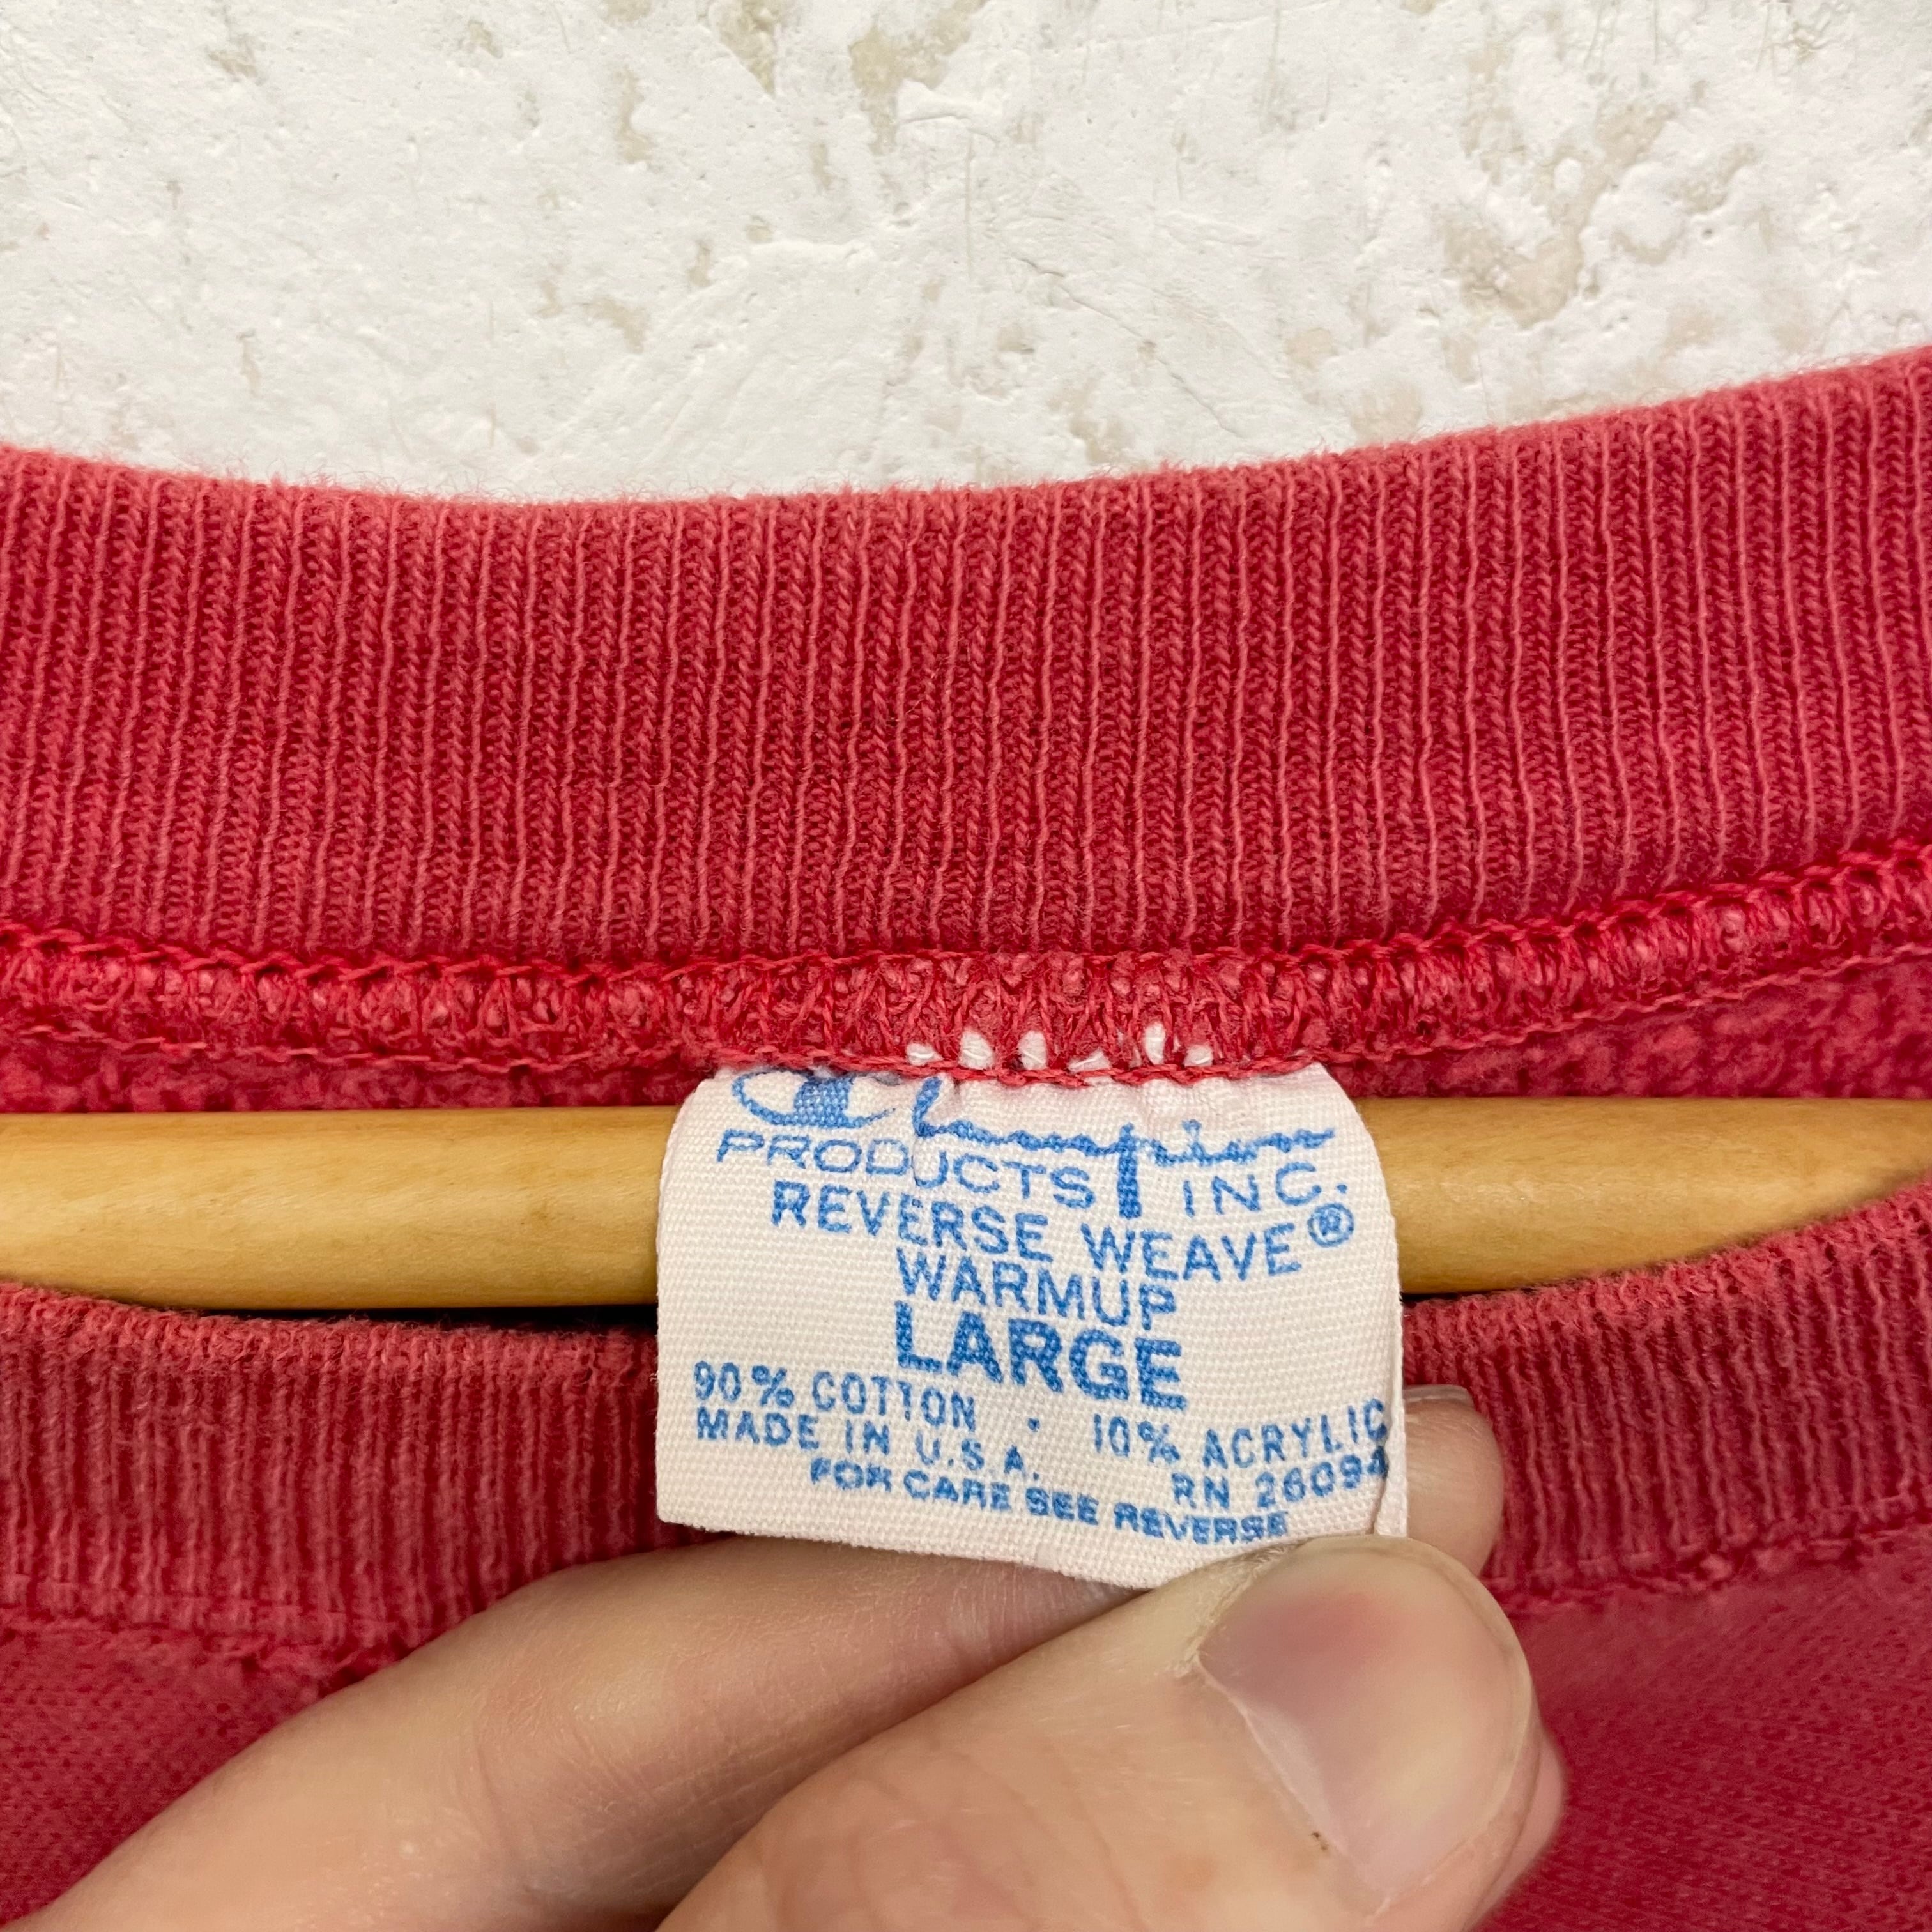 Champion
PRODUCTS INC.
REVERSE WEAVE®
WARMUP
LARGE
90% COTTON · 10% ACRYLIC
MADE IN U.S.A. RN 26094
FOR CARE SEE REVERSE